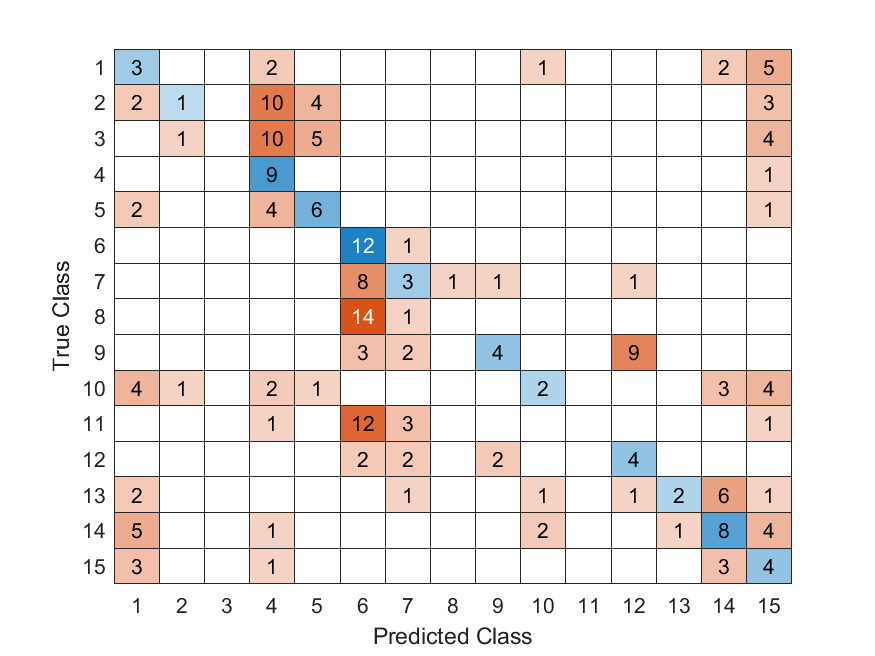 1 3 2 1 2 5
2 2 1 10 4 3
3 1 10 5 4
4 9 1
5 2 4 6 1
6 12 1
7 8 3 1 1 1
8 14 1
9 3 2 4 9
10 4 1 2 1 2 3 4
11 1 12 3 1
12 2 2 2 4
13 2 1 1 1 2 6 1
14 5 1 2 1 8 4
15 3 1 3 4
1 2 3 4 5 6 7 8 9 10 11 12 13 14 15
Predicted Class
True Class